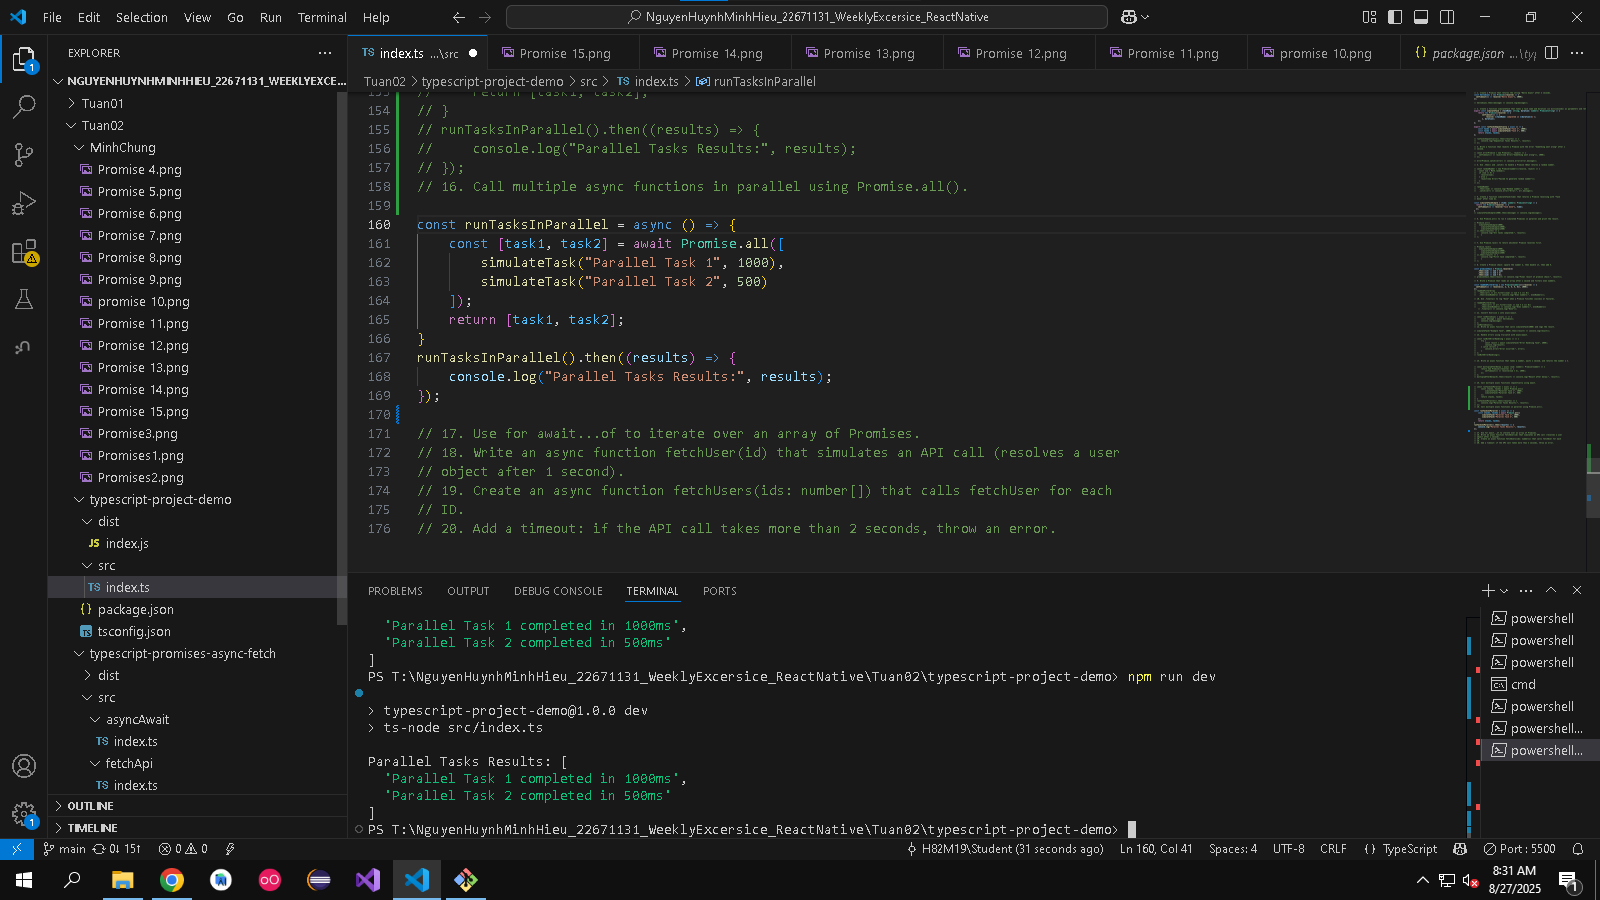 File Edit Selection View Go Run Terminal Help
NguyenHuynhMinhHieu_22671131_WeeklyExcersice_ReactNative
EXPLORER
NGUYENHUYNHMINHHIEU_22671131_WEEKLYEXCE...
Tuan01
Tuan02
MinhChung
Promise 4.png
Promise 5.png
Promise 6.png
Promise 7.png
Promise 8.png
Promise 9.png
promise 10.png
Promise 11.png
Promise 12.png
Promise 13.png
Promise 14.png
Promise 15.png
Promise3.png
Promises1.png
Promises2.png
typescript-project-demo
dist
JS index.js
src
TS index.ts
{} package.json
TS tsconfig.json
typescript-promises-async-fetch
dist
src
asyncAwait
TS index.ts
fetchApi
TS index.ts
OUTLINE
TIMELINE
TS index.ts ...\src
Promise 15.png
Promise 14.png
Promise 13.png
Promise 12.png
Promise 11.png
promise 10.png
{} package.json ...\typ
Tuan02 > typescript-project-demo > src > TS index.ts > runTasksInParallel
153 // return [task1, task2];
154 // }
155 // runTasksInParallel().then((results) => {
156 // console.log("Parallel Tasks Results:", results);
157 // });
158 // 16. Call multiple async functions in parallel using Promise.all().
159
160 const runTasksInParallel = async () => {
161 const [task1, task2] = await Promise.all([
162 simulateTask("Parallel Task 1", 1000),
163 simulateTask("Parallel Task 2", 500)
164 ]);
165 return [task1, task2];
166 }
167 runTasksInParallel().then((results) => {
168 console.log("Parallel Tasks Results:", results);
169 });
170
171 // 17. Use for await...of to iterate over an array of Promises.
172 // 18. Write an async function fetchUser(id) that simulates an API call (resolves a user
173 // object after 1 second).
174 // 19. Create an async function fetchUsers(ids: number[]) that calls fetchUser for each
175 // ID.
176 // 20. Add a timeout: if the API call takes more than 2 seconds, throw an error.
PROBLEMS OUTPUT DEBUG CONSOLE TERMINAL PORTS
'Parallel Task 1 completed in 1000ms',
'Parallel Task 2 completed in 500ms'
]
PS T:\NguyenHuynhMinhHieu_22671131_WeeklyExcersice_ReactNative\Tuan02\typescript-project-demo> npm run dev
> typescript-project-demo@1.0.0 dev
> ts-node src/index.ts
Parallel Tasks Results: [
'Parallel Task 1 completed in 1000ms',
'Parallel Task 2 completed in 500ms'
]
PS T:\NguyenHuynhMinhHieu_22671131_WeeklyExcersice_ReactNative\Tuan02\typescript-project-demo>
powershell
powershell
powershell
cmd
powershell
powershell...
powershell...
main 0↓ 15↑ 0 0
H82M19\Student (31 seconds ago) Ln 160, Col 41 Spaces: 4 UTF-8 CRLF {} TypeScript Port : 5500
8:31 AM
8/27/2025
1